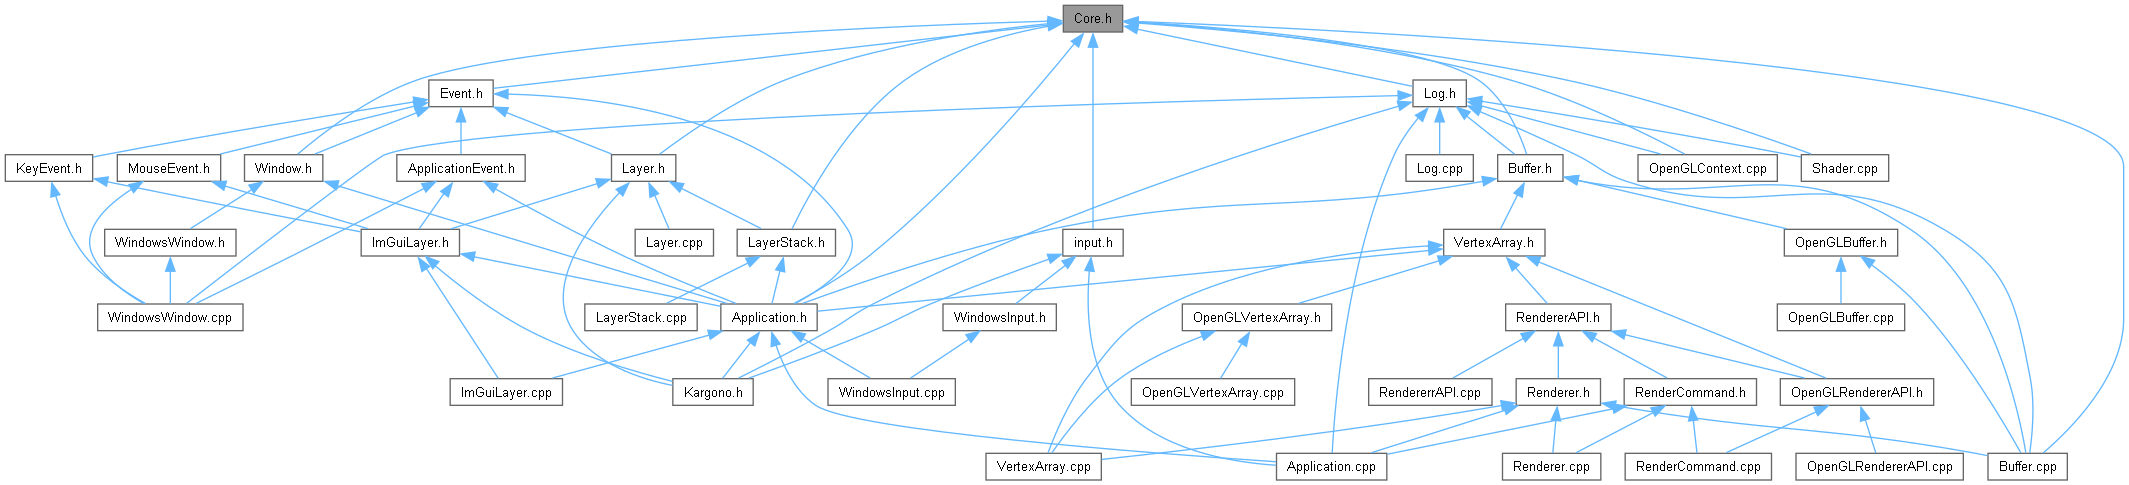 Core.h
Event.h
Log.h
KeyEvent.h
MouseEvent.h
Window.h
ApplicationEvent.h
Layer.h
Log.cpp
Buffer.h
OpenGLContext.cpp
Shader.cpp
WindowsWindow.h
ImGuiLayer.h
Layer.cpp
LayerStack.h
input.h
VertexArray.h
OpenGLBuffer.h
WindowsWindow.cpp
LayerStack.cpp
Application.h
WindowsInput.h
OpenGLVertexArray.h
RendererAPI.h
OpenGLBuffer.cpp
ImGuiLayer.cpp
Kargono.h
WindowsInput.cpp
OpenGLVertexArray.cpp
RendererrAPI.cpp
Renderer.h
RenderCommand.h
OpenGLRendererAPI.h
VertexArray.cpp
Application.cpp
Renderer.cpp
RenderCommand.cpp
OpenGLRendererAPI.cpp
Buffer.cpp